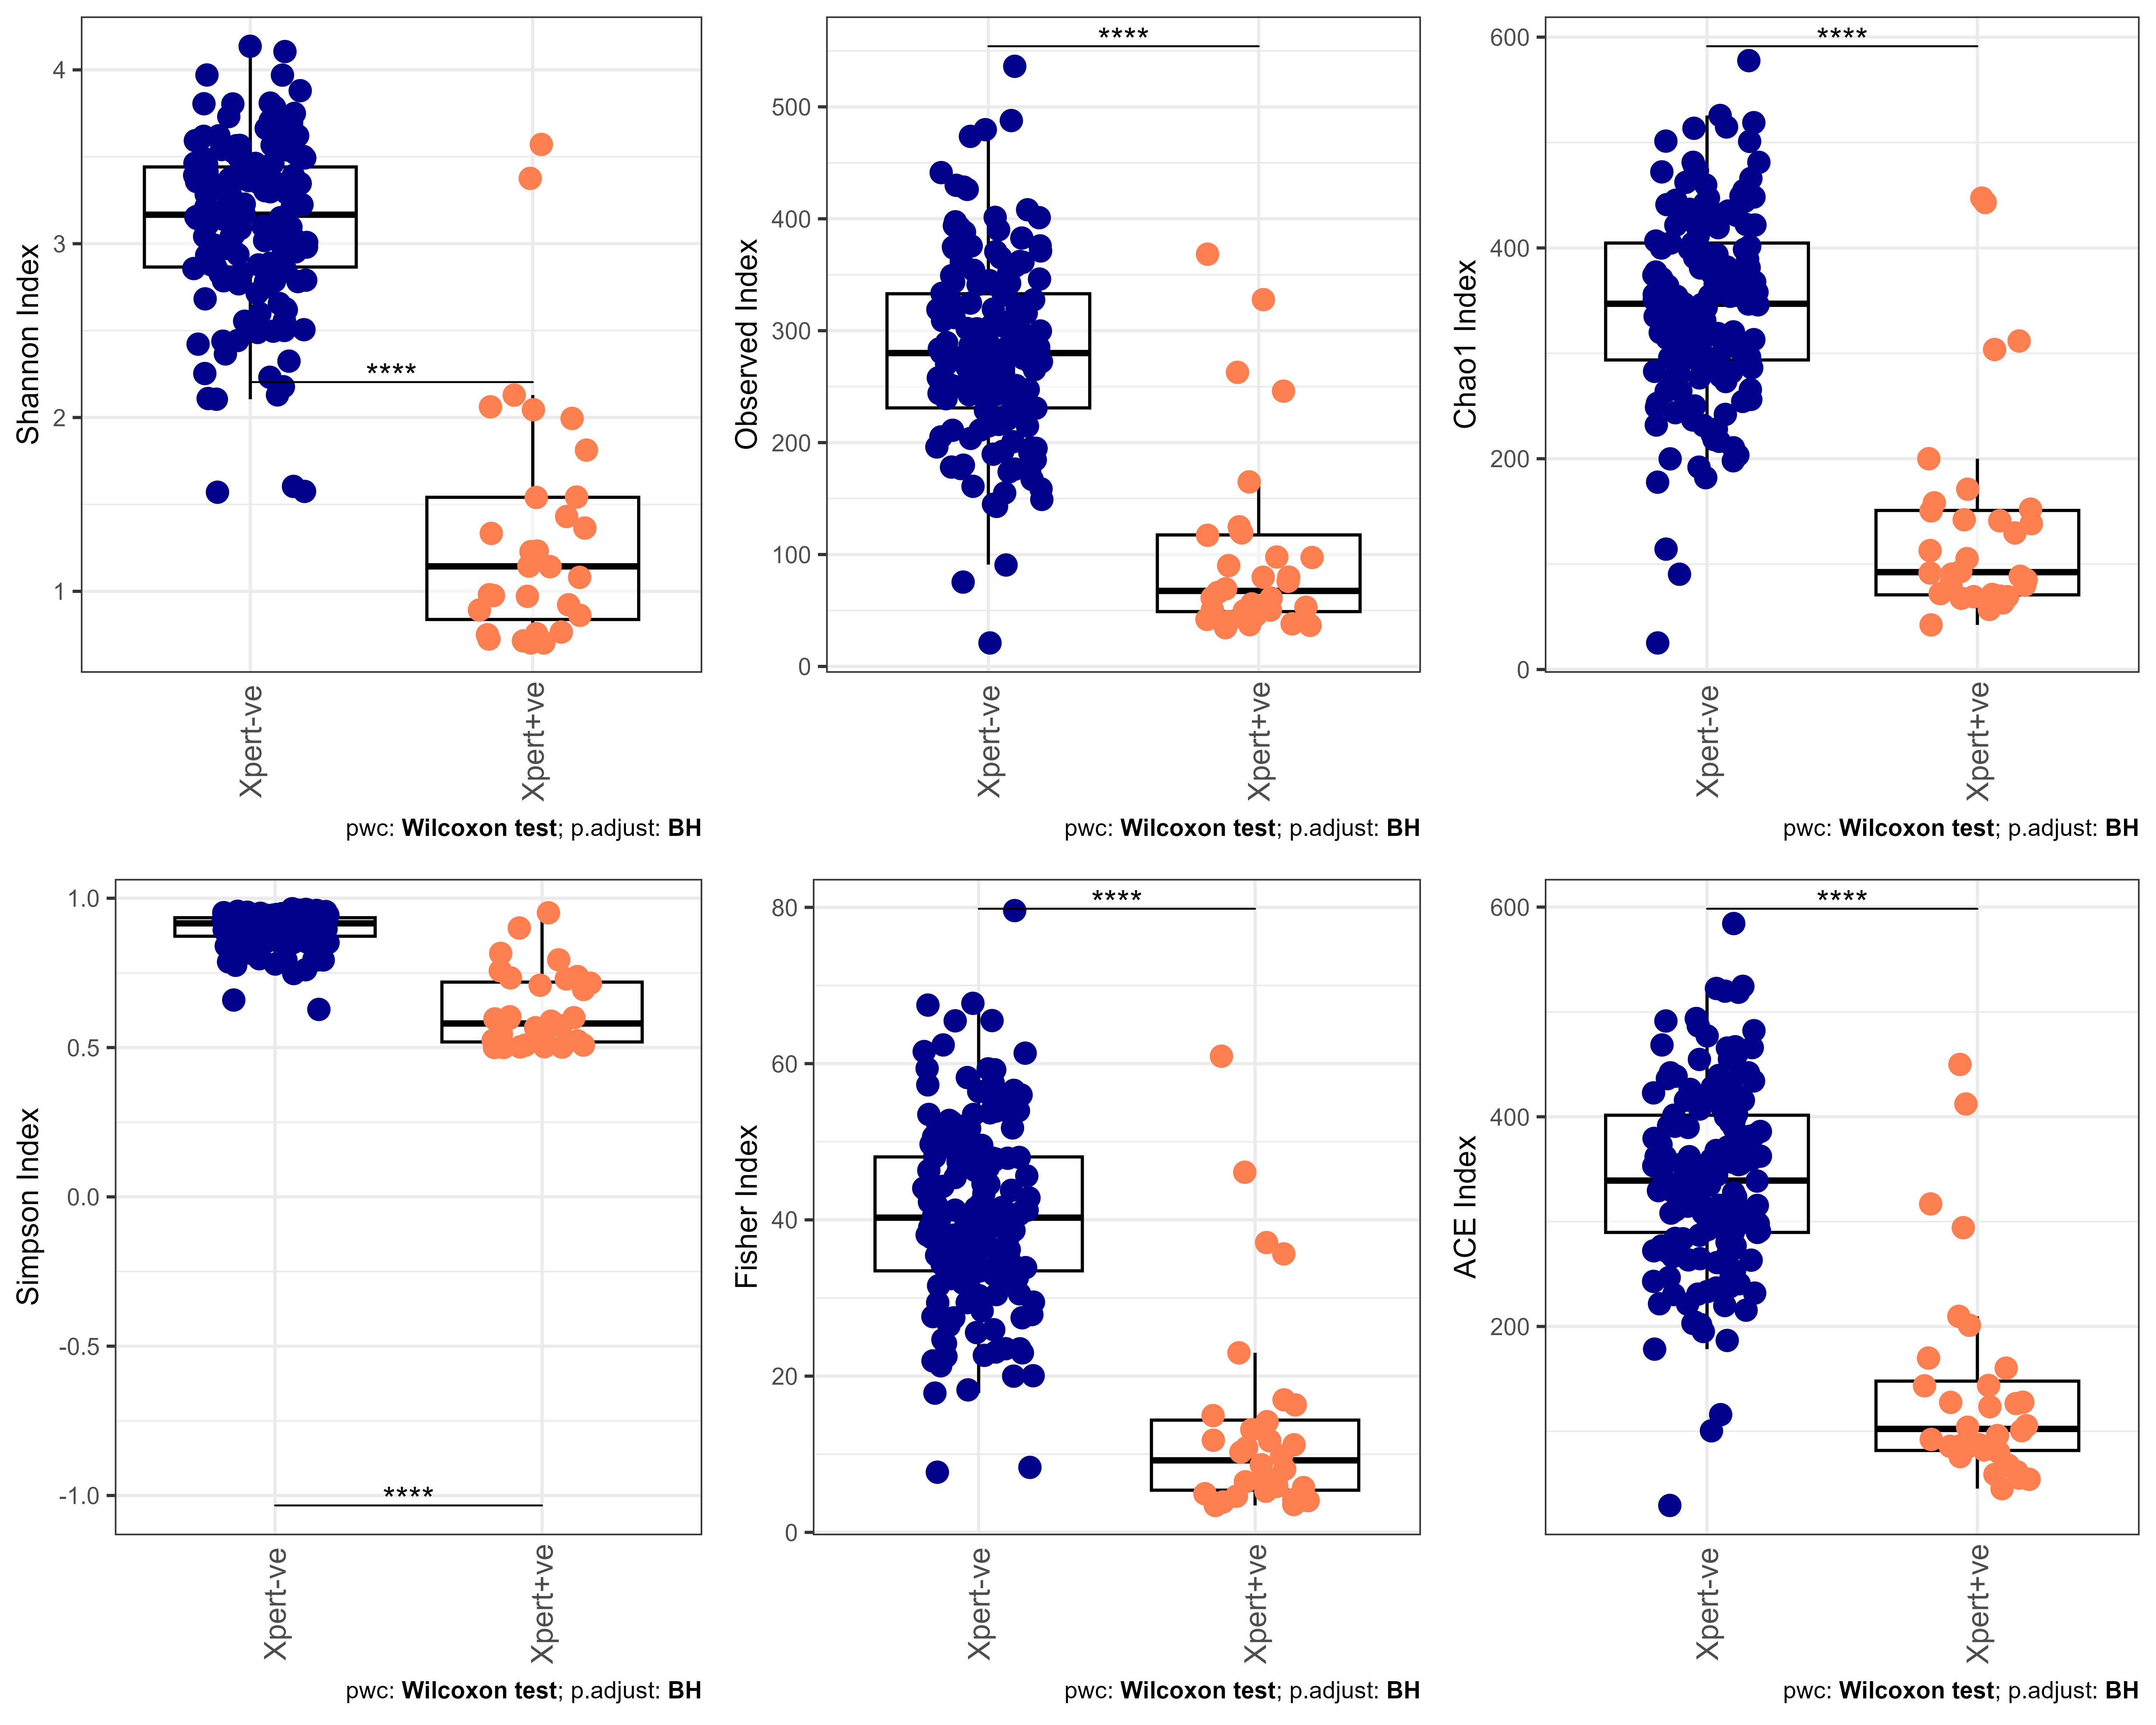 Shannon Index
4
3
2
1
****
Xpert-ve
Xpert+ve
pwc: Wilcoxon test; p.adjust: BH
Observed Index
500
400
300
200
100
0
****
Xpert-ve
Xpert+ve
pwc: Wilcoxon test; p.adjust: BH
Chao1 Index
600
400
200
0
****
Xpert-ve
Xpert+ve
pwc: Wilcoxon test; p.adjust: BH
Simpson Index
1.0
0.5
0.0
-0.5
-1.0
****
Xpert-ve
Xpert+ve
pwc: Wilcoxon test; p.adjust: BH
Fisher Index
80
60
40
20
0
****
Xpert-ve
Xpert+ve
pwc: Wilcoxon test; p.adjust: BH
ACE Index
600
400
200
****
Xpert-ve
Xpert+ve
pwc: Wilcoxon test; p.adjust: BH